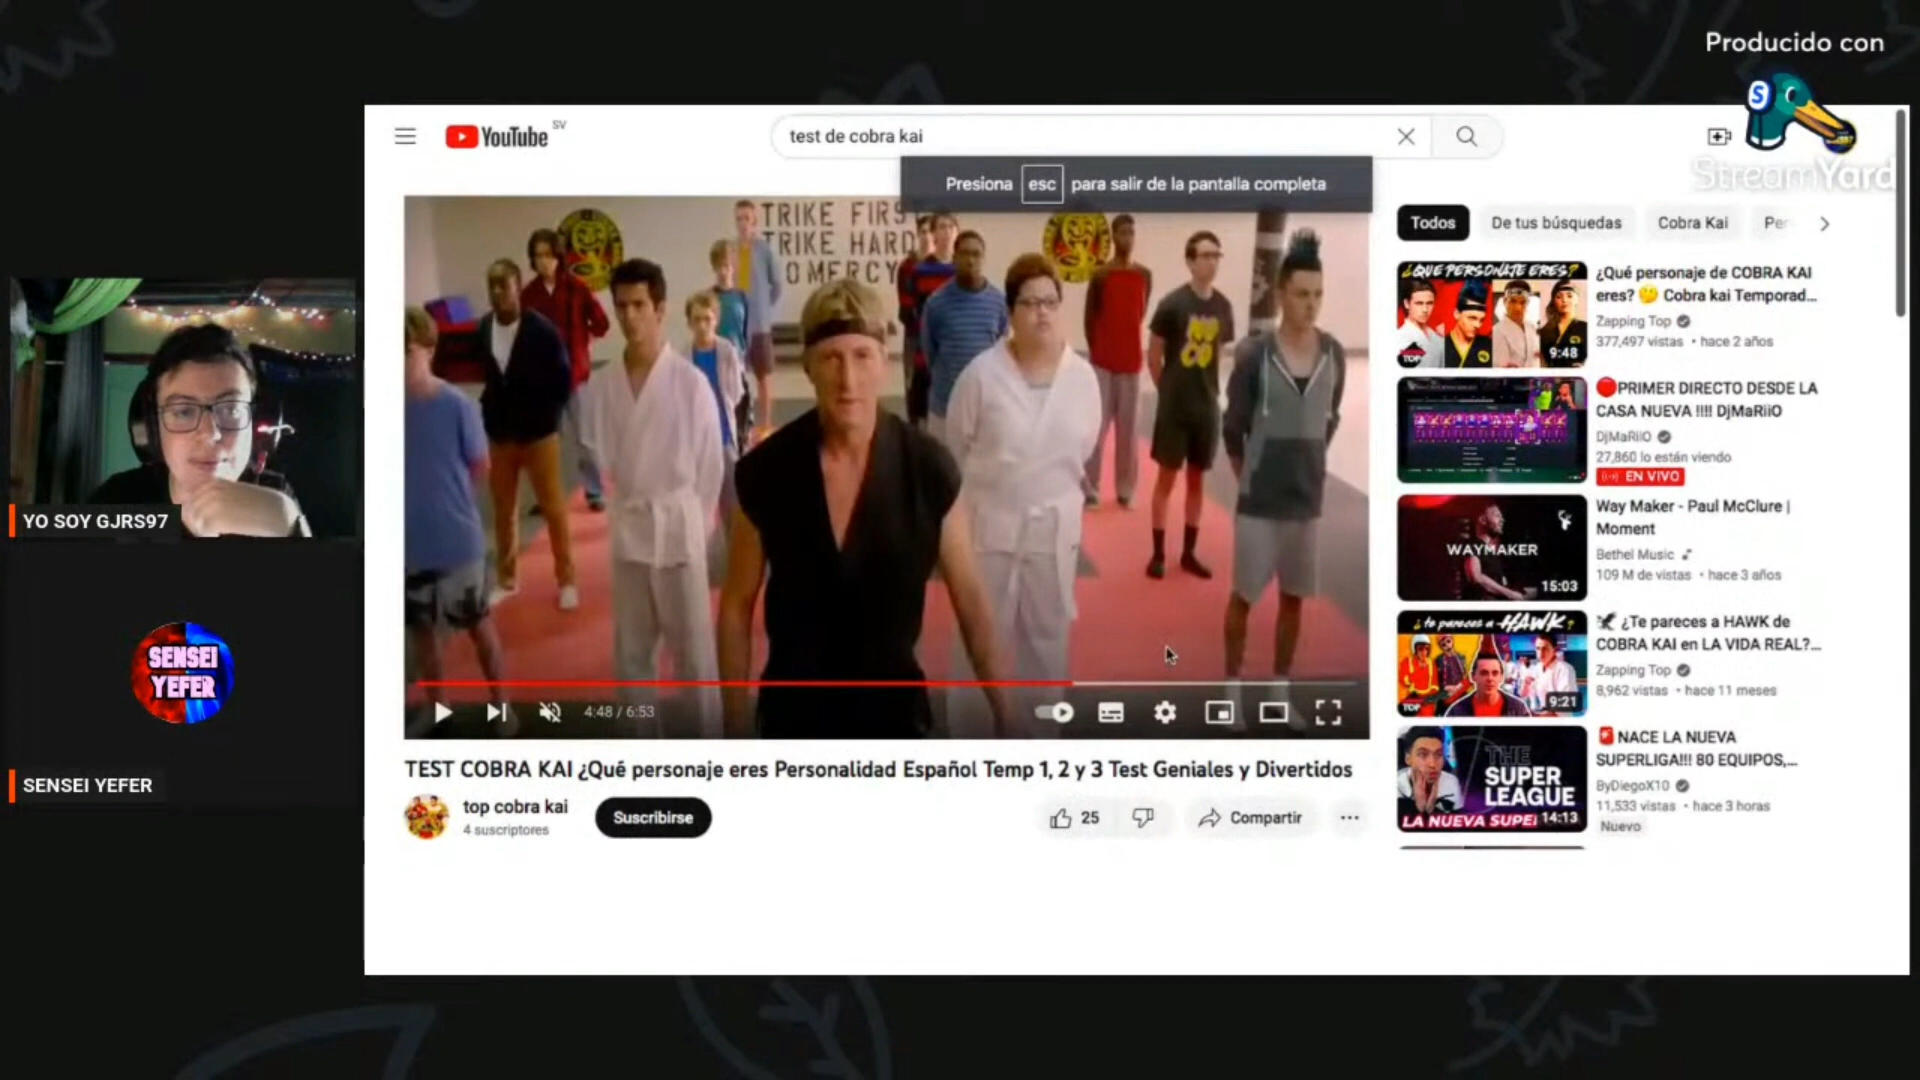 Producido con
StreamYard
YouTube SV
test de cobra kai
Presiona esc para salir de la pantalla completa
TRIKE FIRS
TRIKE HARD
O MERCY
4:48 / 6:53
TEST COBRA KAI ¿Qué personaje eres Personalidad Español Temp 1, 2 y 3 Test Geniales y Divertidos
top cobra kai
4 suscriptores
Suscribirse
25
Compartir
YO SOY GJRS97
SENSEI
YEFER
SENSEI YEFER
Todos
De tus búsquedas
Cobra Kai
Per
¿QUE PERSONAJE ERES?
TOP
9:48
¿Qué personaje de COBRA KAI
eres? 🤔 Cobra kai Temporad...
Zapping Top
377,497 vistas • hace 2 años
🔴PRIMER DIRECTO DESDE LA
CASA NUEVA !!!! DjMaRiiO
DjMaRiiO
27,860 lo están viendo
EN VIVO
WAYMAKER
15:03
Way Maker - Paul McClure |
Moment
Bethel Music
109 M de vistas • hace 3 años
¿te pareces a HAWK?
TOP
9:21
¿Te pareces a HAWK de
COBRA KAI en LA VIDA REAL?...
Zapping Top
8,962 vistas • hace 11 meses
THE
SUPER
LEAGUE
LA NUEVA SUPE
14:13
🚨NACE LA NUEVA
SUPERLIGA!!! 80 EQUIPOS,...
ByDiegoX10
11,533 vistas • hace 3 horas
Nuevo